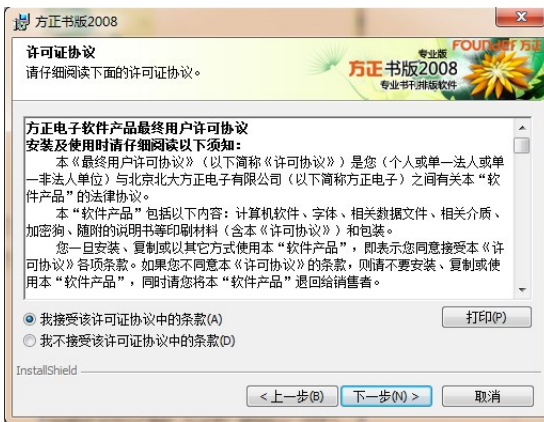 方正书版2008
许可证协议
请仔细阅读下面的许可证协议。
专业版
FOUNDER 方正
方正书版2008
专业书刊排版软件
方正电子软件产品最终用户许可协议
安装及使用时请仔细阅读以下须知:
本《最终用户许可协议》(以下简称《许可协议》)是您(个人或单一法人或单
一非法人单位)与北京北大方正电子有限公司(以下简称方正电子)之间有关本“软
件产品”的法律协议。
本“软件产品”包括以下内容:计算机软件、字体、相关数据文件、相关介质、
加密狗、随附的说明书等印刷材料(含本《许可协议》)和包装。
您一旦安装、复制或以其它方式使用本“软件产品”,即表示您同意接受本《许
可协议》各项条款。如果您不同意本《许可协议》的条款,则请不要安装、复制或使
用本“软件产品”,同时请您将本“软件产品”退回给销售者。
我接受该许可证协议中的条款(A)
打印(P)
我不接受该许可证协议中的条款(D)
InstallShield
<上一步(B)
下一步(N) >
取消